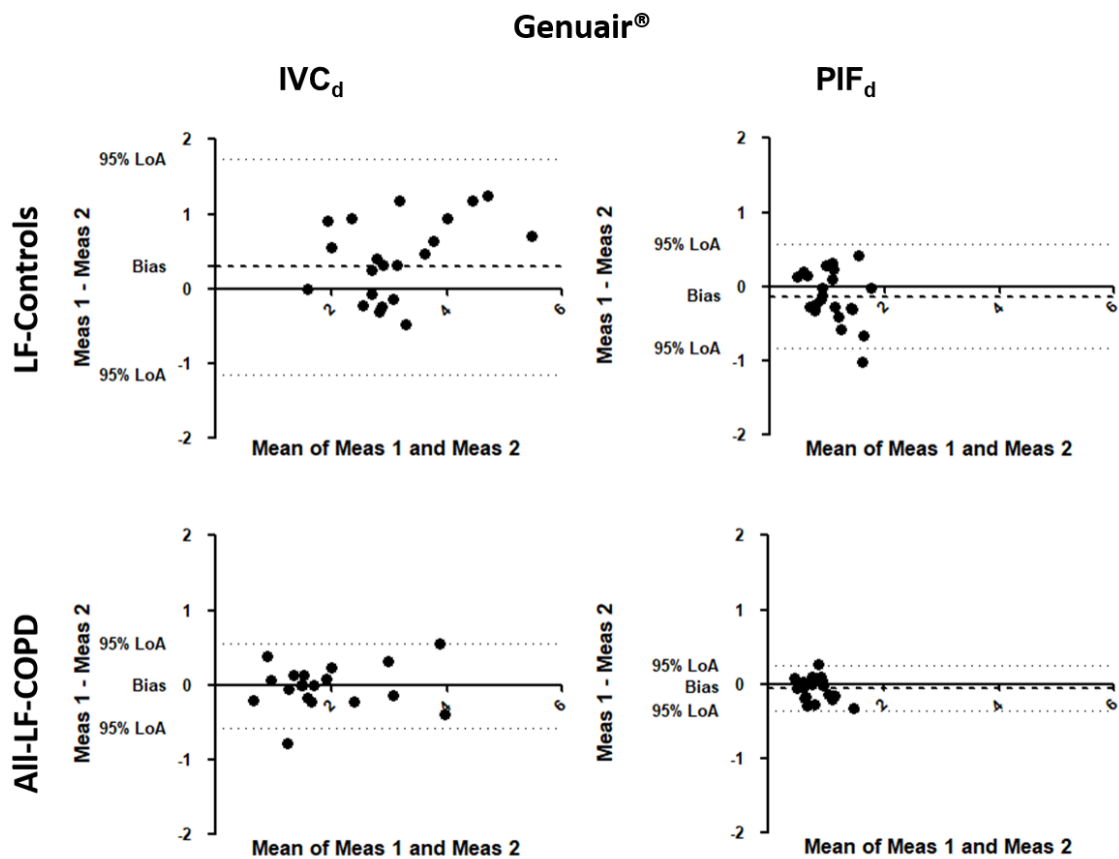 Genuair®
IVCd
PIFd
LF-Controls
Meas 1 - Meas 2
2
95% LoA
1
Bias
0
-1
95% LoA
-2
2
4
6
Mean of Meas 1 and Meas 2
Meas 1 - Meas 2
2
1
95% LoA
0
Bias
95% LoA
-1
-2
2
4
6
Mean of Meas 1 and Meas 2
All-LF-COPD
Meas 1 - Meas 2
2
1
95% LoA
Bias
0
95% LoA
-1
-2
2
4
6
Mean of Meas 1 and Meas 2
Meas 1 - Meas 2
2
1
95% LoA
Bias
0
95% LoA
-1
-2
2
4
6
Mean of Meas 1 and Meas 2